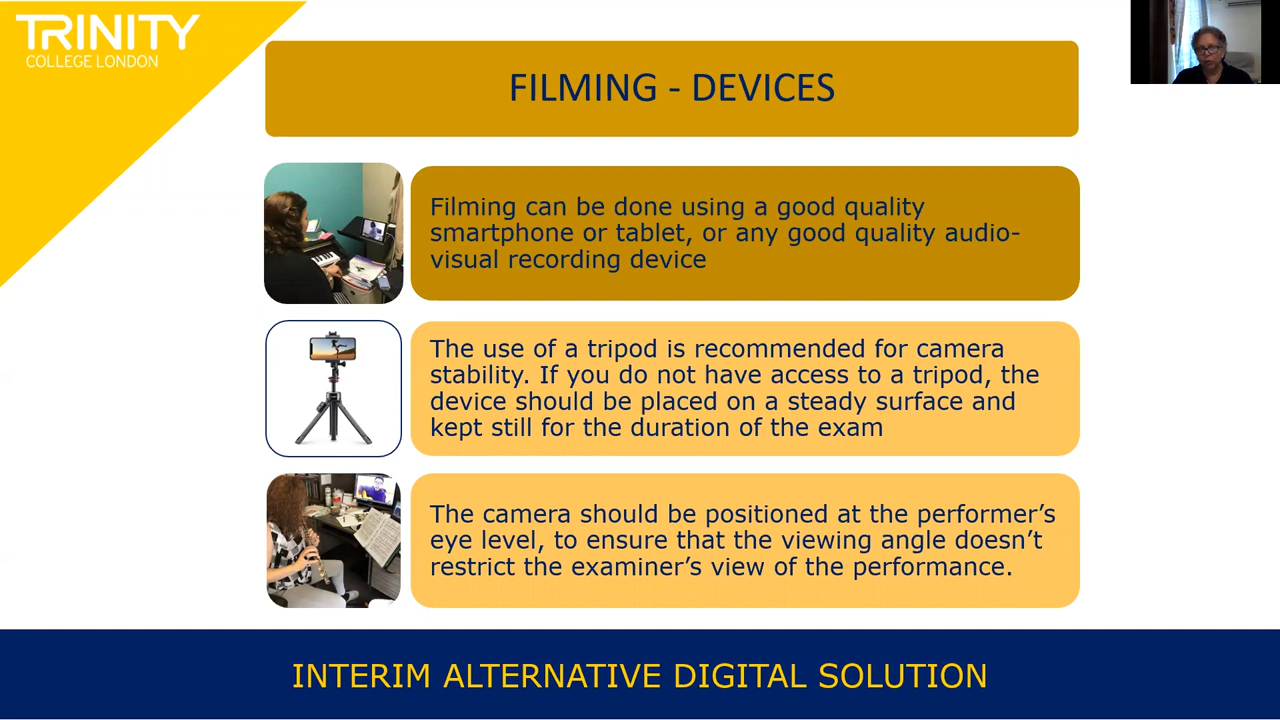 TRINITY
COLLEGE LONDON
FILMING - DEVICES
Filming can be done using a good quality
smartphone or tablet, or any good quality audio-
visual recording device
The use of a tripod is recommended for camera
stability. If you do not have access to a tripod, the
device should be placed on a steady surface and
kept still for the duration of the exam
The camera should be positioned at the performer’s
eye level, to ensure that the viewing angle doesn’t
restrict the examiner’s view of the performance.
INTERIM ALTERNATIVE DIGITAL SOLUTION